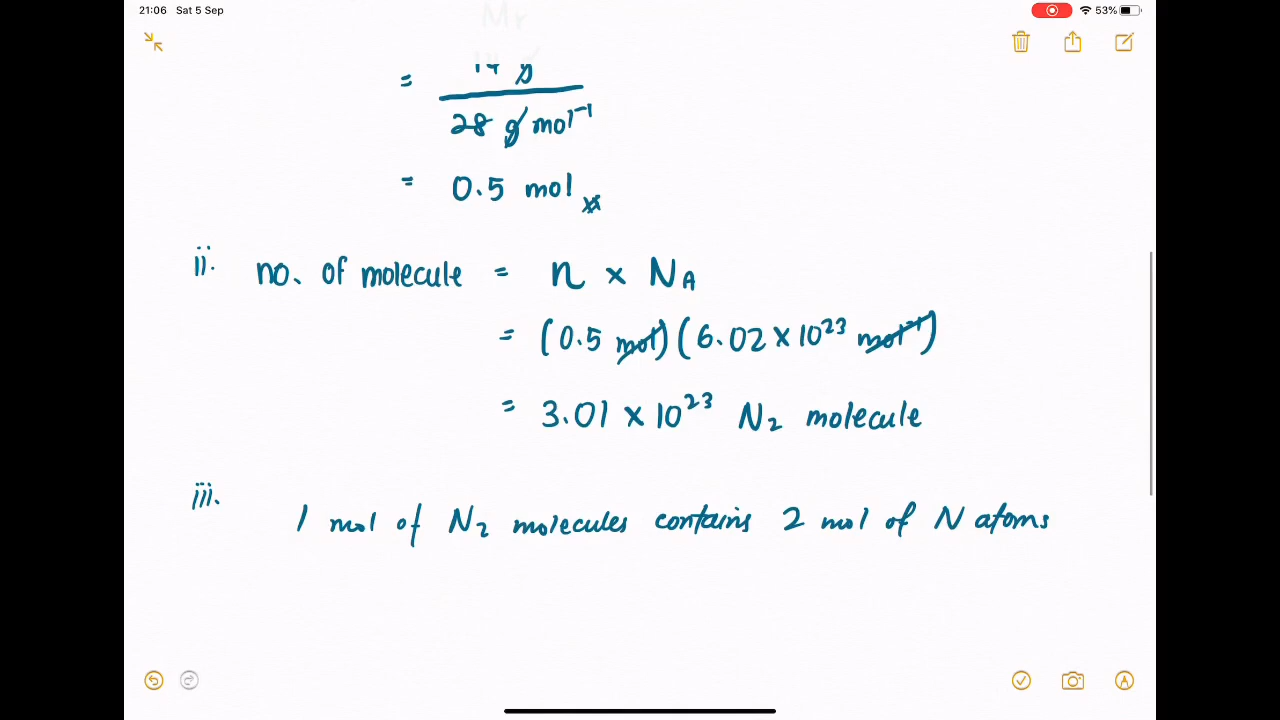 21:06 Sat 5 Sep 53%
Mr
= 14 g
28 g mol⁻¹
= 0.5 mol
ii. no. of molecule = n × N_A
= (0.5 mol)(6.02 × 10²³ mol⁻¹)
= 3.01 × 10²³ N₂ molecule
iii. 1 mol of N₂ molecules contains 2 mol of N atoms